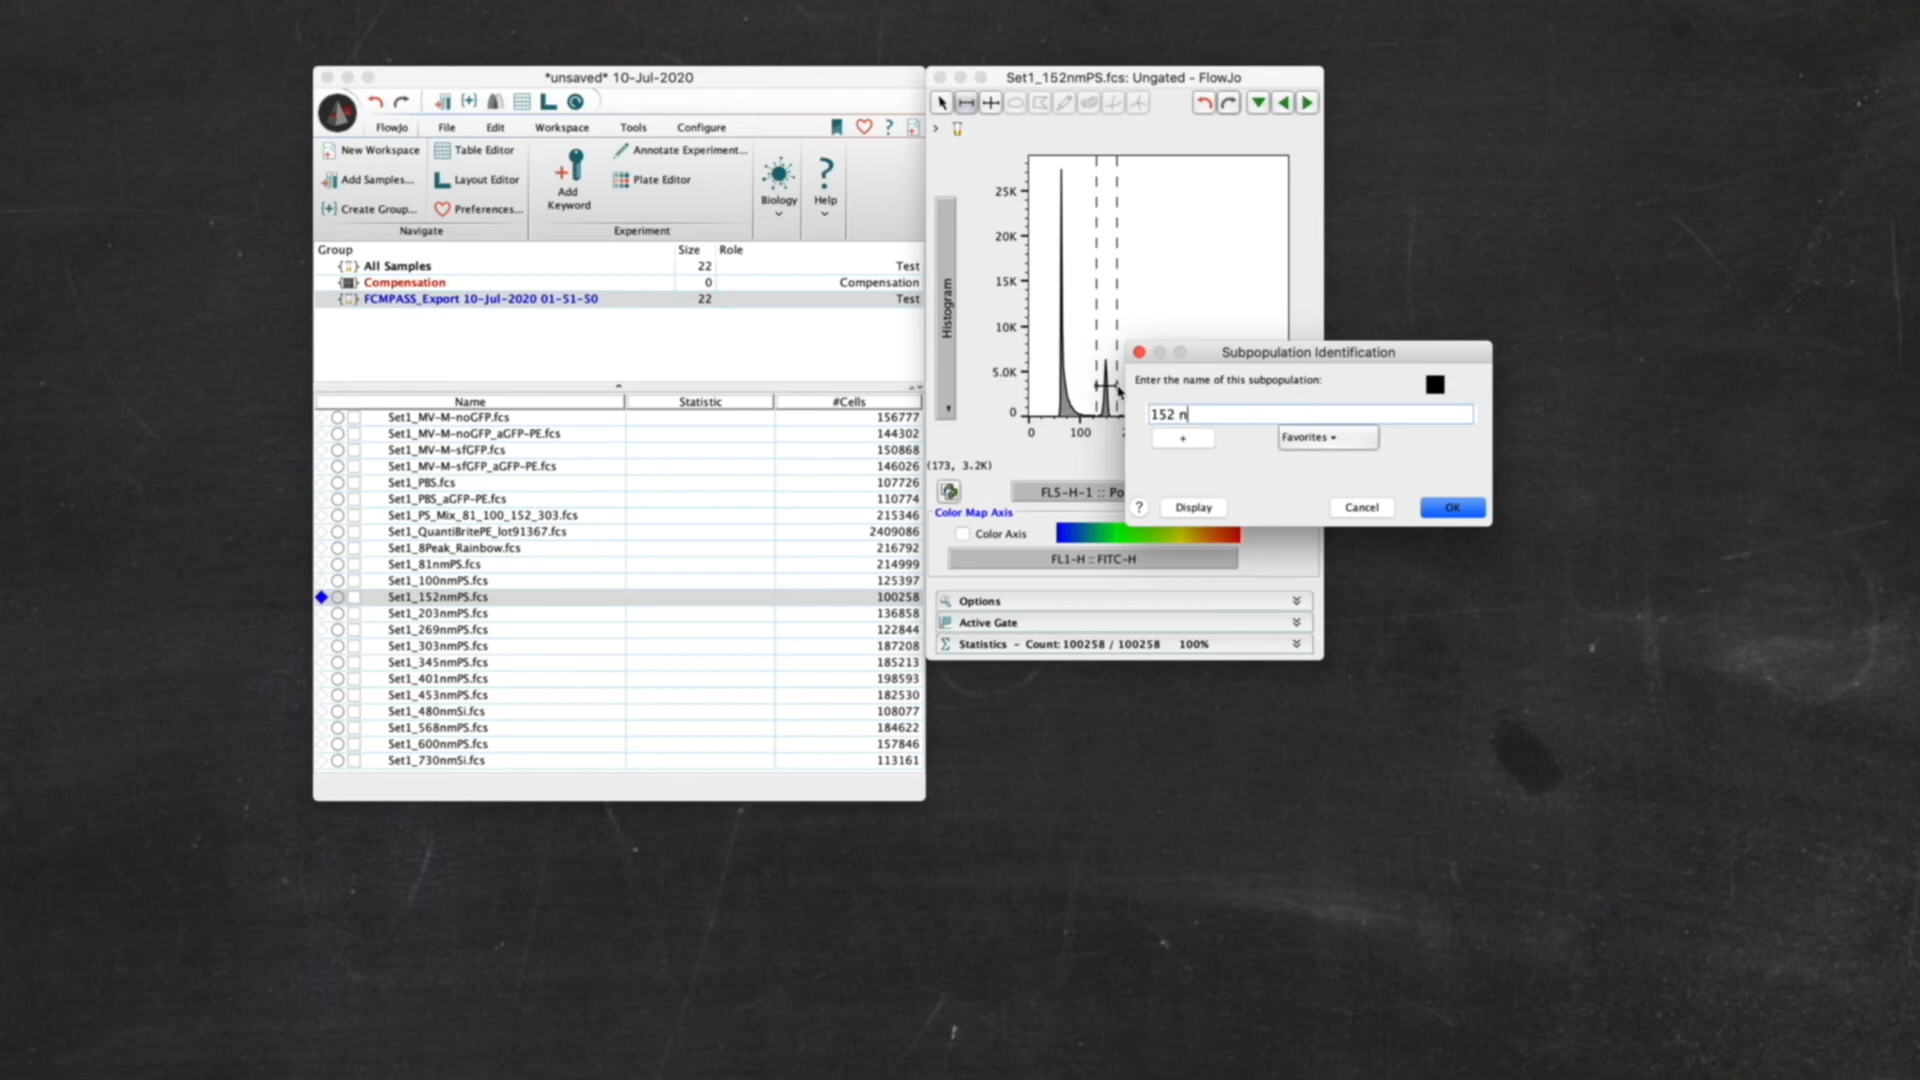 *unsaved* 10-Jul-2020
FlowJo File Edit Workspace Tools Configure ?
New Workspace Table Editor Annotate Experiment...
Add Samples... Layout Editor Add Keyword Plate Editor Biology Help
Create Group... Preferences...
Navigate Experiment
Group Size Role
All Samples 22 Test
Compensation 0 Compensation
FCMPASS_Export 10-Jul-2020 01-51-50 22 Test
Name Statistic #Cells
Set1_MV-M-noGFP.fcs 156777
Set1_MV-M-noGFP_aGFP-PE.fcs 144302
Set1_MV-M-sfGFP.fcs 150868
Set1_MV-M-sfGFP_aGFP-PE.fcs 146026
Set1_PBS.fcs 107726
Set1_PBS_aGFP-PE.fcs 110774
Set1_PS_Mix_81_100_152_303.fcs 215346
Set1_QuantiBritePE_lot91367.fcs 2409086
Set1_8Peak_Rainbow.fcs 216792
Set1_81nmPS.fcs 214999
Set1_100nmPS.fcs 125397
Set1_152nmPS.fcs 100258
Set1_203nmPS.fcs 136858
Set1_269nmPS.fcs 122844
Set1_303nmPS.fcs 187208
Set1_345nmPS.fcs 185213
Set1_401nmPS.fcs 198593
Set1_453nmPS.fcs 182530
Set1_480nmSi.fcs 108077
Set1_568nmPS.fcs 184622
Set1_600nmPS.fcs 157846
Set1_730nmSi.fcs 113161
Set1_152nmPS.fcs: Ungated - FlowJo
Histogram
25K
20K
15K
10K
5.0K
0
0 100 2
(173, 3.2K)
FL5-H-1 :: Po
Color Map Axis
Color Axis
FL1-H :: FITC-H
Options
Active Gate
Statistics - Count: 100258 / 100258 100%
Subpopulation Identification
Enter the name of this subpopulation:
152 n
+ Favorites
? Display Cancel OK